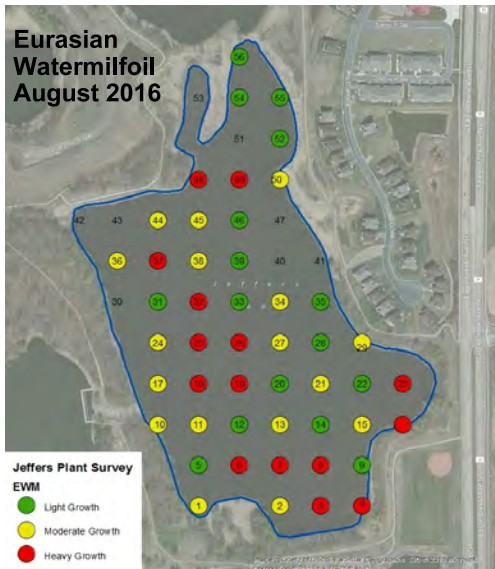 Eurasian
Watermilfoil
August 2016
56
53 54 55
51 52
48 49 50
42 43 44 45 46 47
36 37 38 39 40 41
30 31 32 33 34 35
Jeffers
24 25 26 27 28 29
17 18 19 20 21 22 23
10 11 12 13 14 15
5 6 7 8 9
1 2 3 4
Jeffers Plant Survey
EWM
Light Growth
Moderate Growth
Heavy Growth